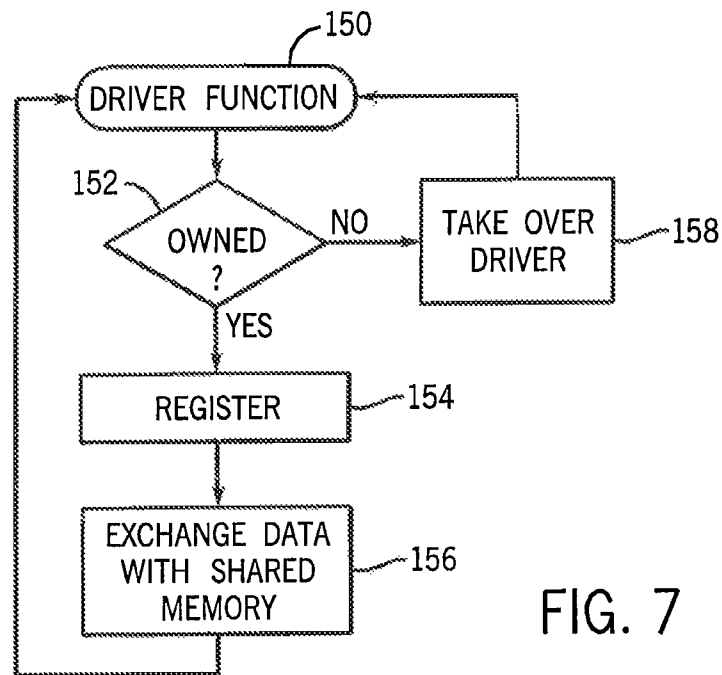 150
DRIVER FUNCTION
152
OWNED
?
NO
TAKE OVER
DRIVER
158
YES
REGISTER
154
EXCHANGE DATA
WITH SHARED
MEMORY
156
FIG. 7